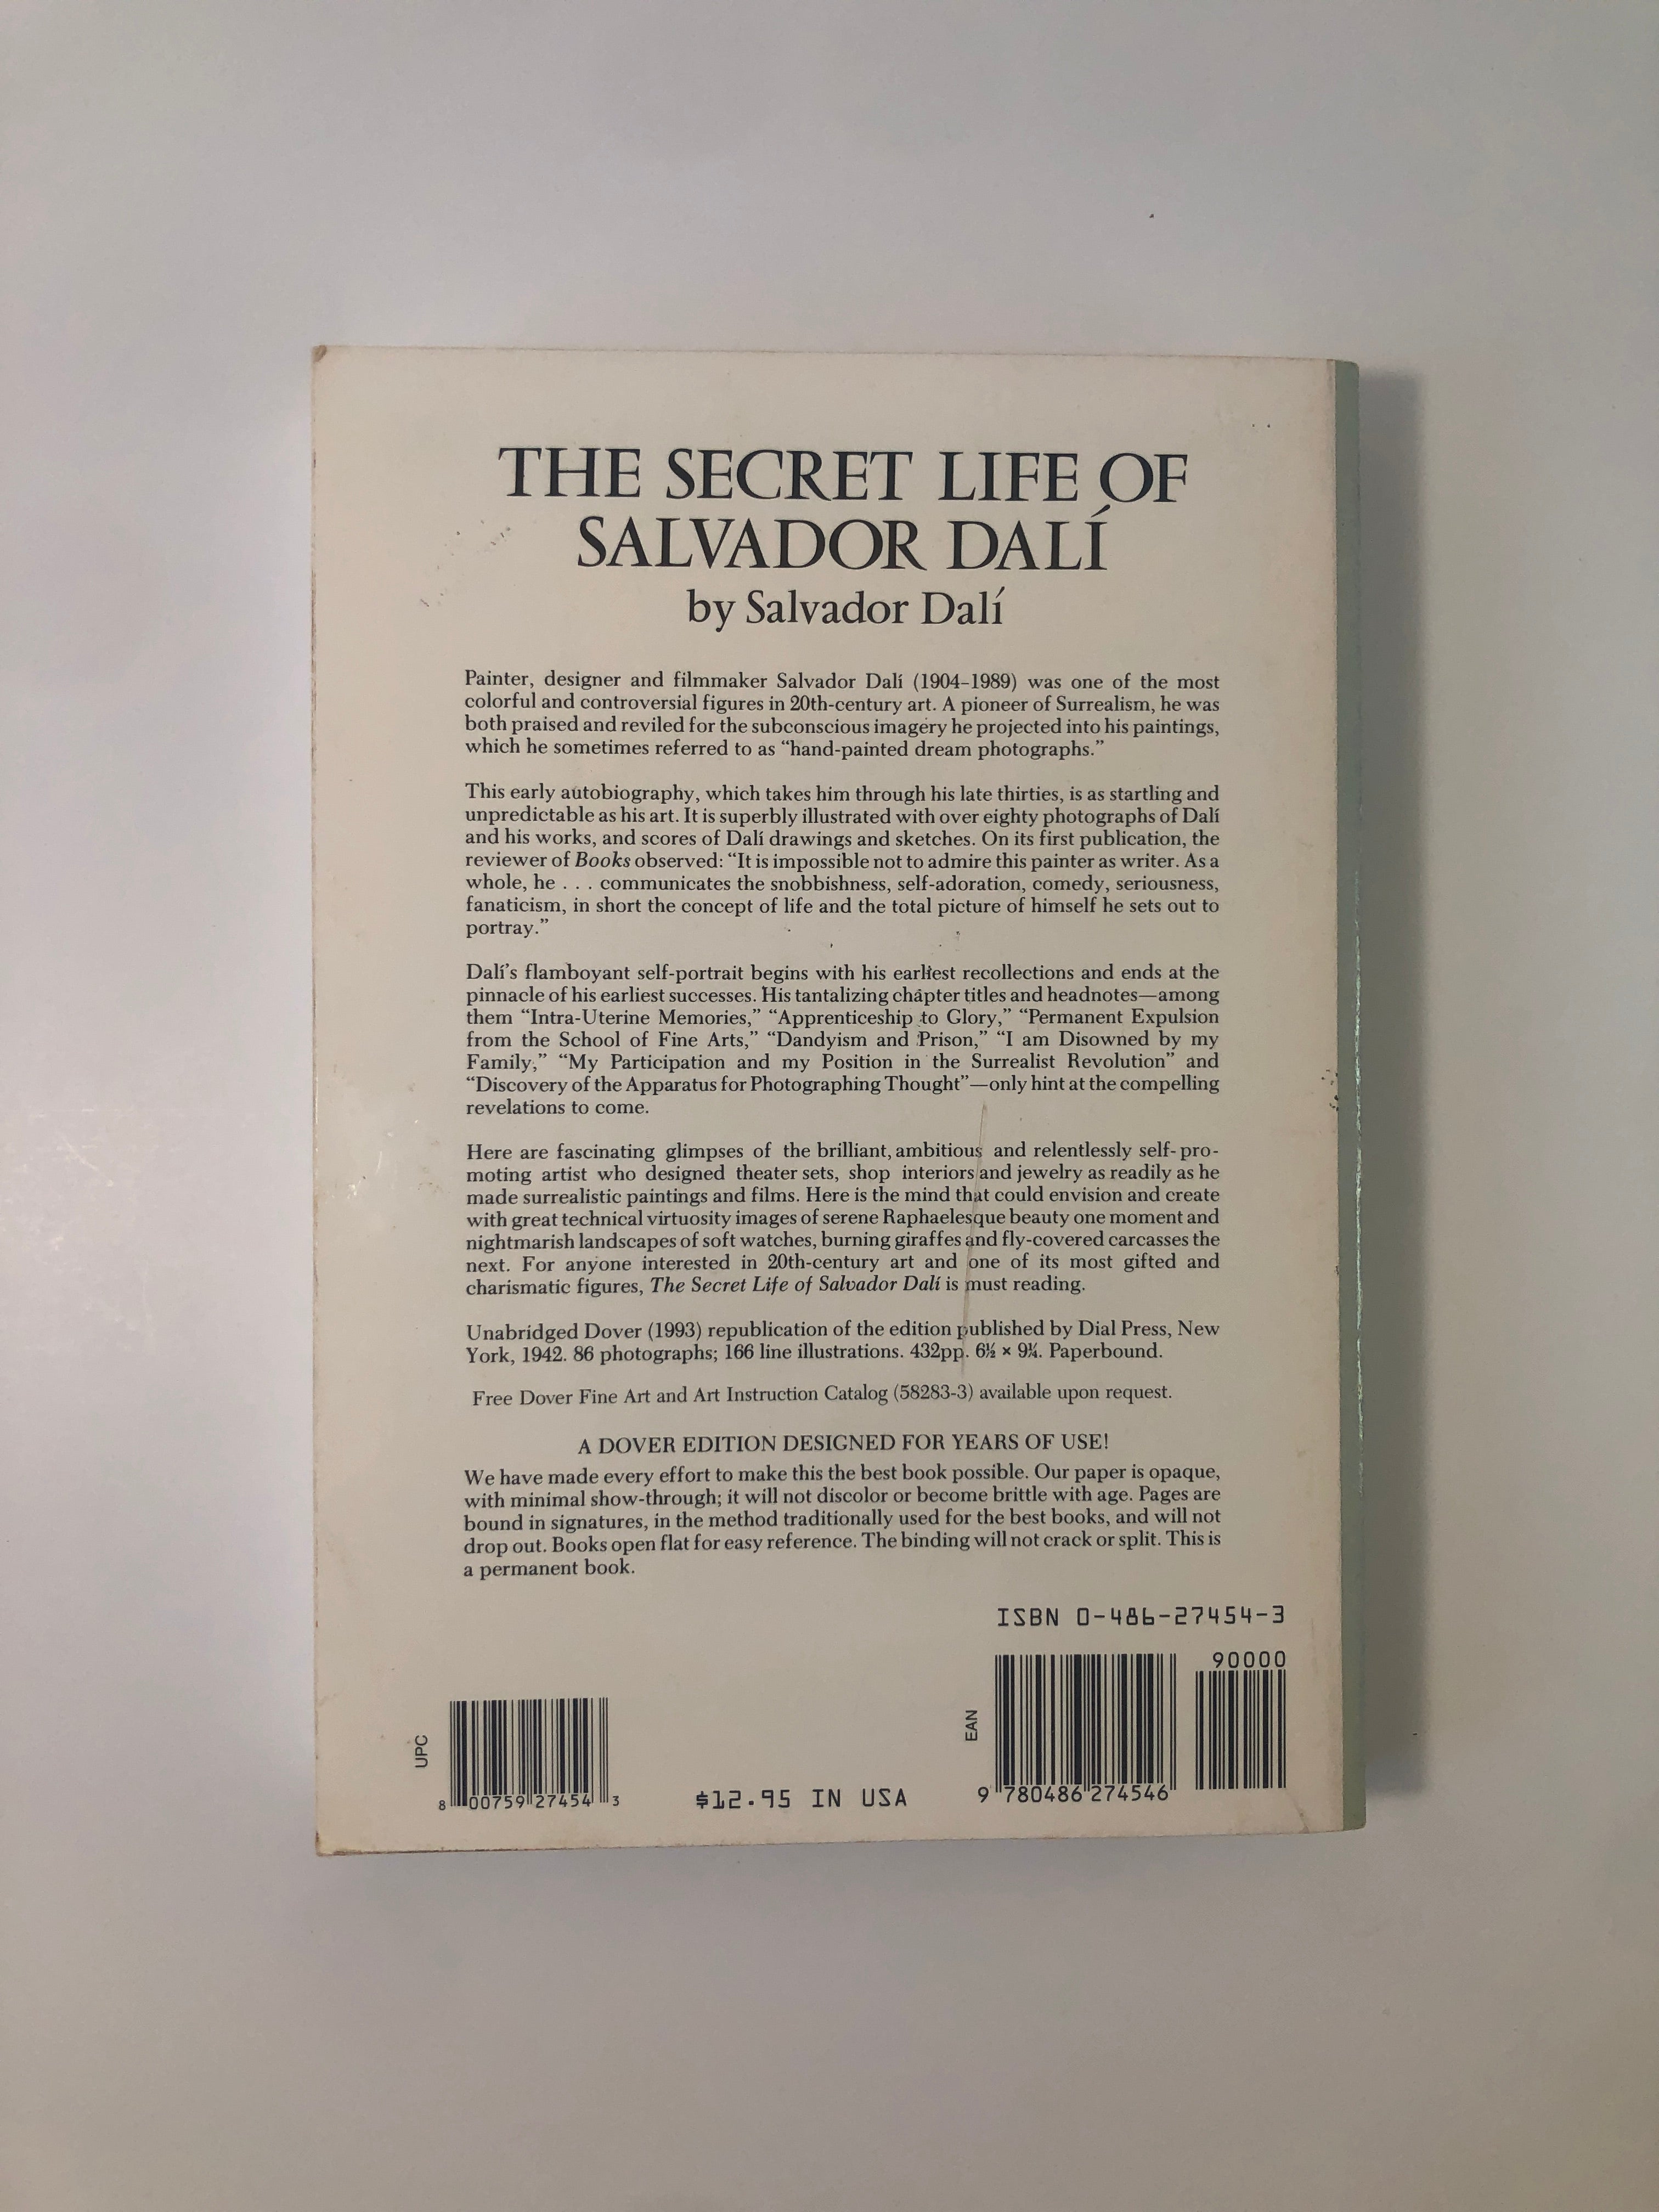 THE SECRET LIFE OF
SALVADOR DALÍ
by Salvador Dalí
Painter, designer and filmmaker Salvador Dalí (1904–1989) was one of the most
colorful and controversial figures in 20th-century art. A pioneer of Surrealism, he was
both praised and reviled for the subconscious imagery he projected into his paintings,
which he sometimes referred to as “hand-painted dream photographs.”
This early autobiography, which takes him through his late thirties, is as startling and
unpredictable as his art. It is superbly illustrated with over eighty photographs of Dalí
and his works, and scores of Dalí drawings and sketches. On its first publication, the
reviewer of Books observed: “It is impossible not to admire this painter as writer. As a
whole, he . . . communicates the snobbishness, self-adoration, comedy, seriousness,
fanaticism, in short the concept of life and the total picture of himself he sets out to
portray.”
Dalí’s flamboyant self-portrait begins with his earliest recollections and ends at the
pinnacle of his earliest successes. His tantalizing chapter titles and headnotes—among
them “Intra-Uterine Memories,” “Apprenticeship to Glory,” “Permanent Expulsion
from the School of Fine Arts,” “Dandyism and Prison,” “I am Disowned by my
Family,” “My Participation and my Position in the Surrealist Revolution” and
“Discovery of the Apparatus for Photographing Thought”—only hint at the compelling
revelations to come.
Here are fascinating glimpses of the brilliant, ambitious and relentlessly self-pro-
moting artist who designed theater sets, shop interiors and jewelry as readily as he
made surrealistic paintings and films. Here is the mind that could envision and create
with great technical virtuosity images of serene Raphaelesque beauty one moment and
nightmarish landscapes of soft watches, burning giraffes and fly-covered carcasses the
next. For anyone interested in 20th-century art and one of its most gifted and
charismatic figures, The Secret Life of Salvador Dalí is must reading.
Unabridged Dover (1993) republication of the edition published by Dial Press, New
York, 1942. 86 photographs; 166 line illustrations. 432pp. 6½ × 9¼. Paperbound.
Free Dover Fine Art and Art Instruction Catalog (58283-3) available upon request.
A DOVER EDITION DESIGNED FOR YEARS OF USE!
We have made every effort to make this the best book possible. Our paper is opaque,
with minimal show-through; it will not discolor or become brittle with age. Pages are
bound in signatures, in the method traditionally used for the best books, and will not
drop out. Books open flat for easy reference. The binding will not crack or split. This is
a permanent book.
ISBN 0-486-27454-3
90000
EAN
9 780486 274546
UPC
8 00759 27454 3
$12.95 IN USA